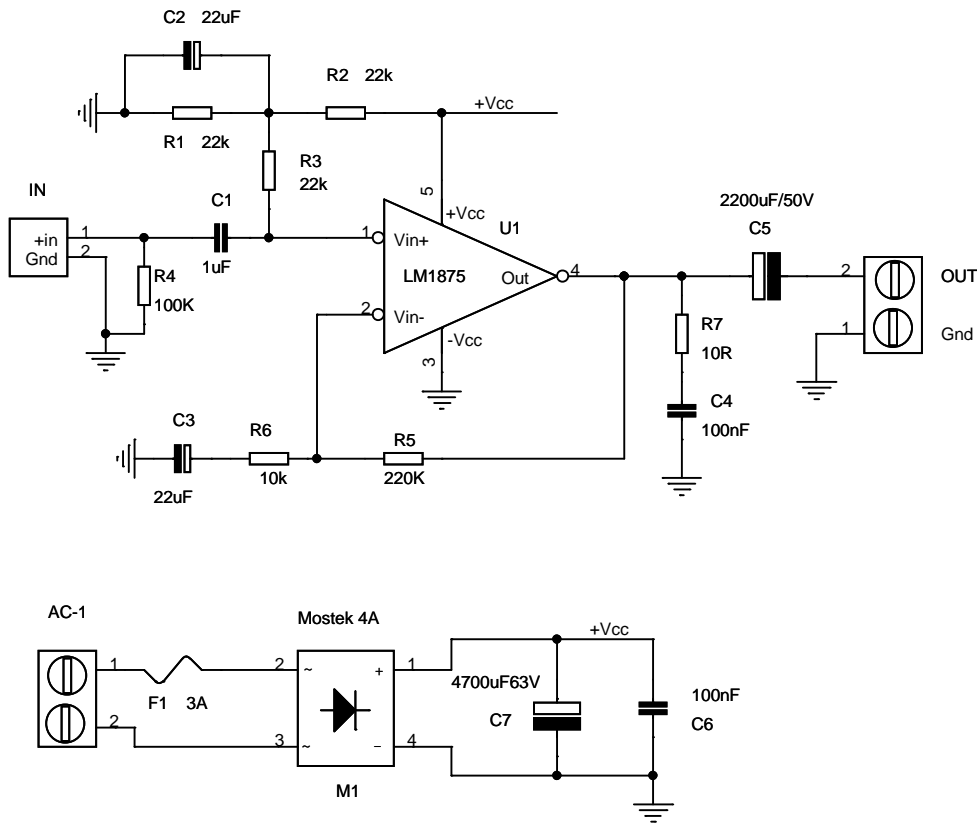 C2 22uF
R2 22k
+Vcc
R1 22k
R3
22k
IN
C1
5
+Vcc
U1
2200uF/50V
C5
+in
Gnd
1
2
1uF
R4
100K
1
Vin+
LM1875
Out
4
2
Vin-
-Vcc
3
R7
10R
C4
100nF
2
1
OUT
Gnd
C3
22uF
R6
10k
R5
220K
AC-1
Mostek 4A
1
2
F1 3A
2
~
3
~
+
1
−
4
M1
+Vcc
4700uF63V
C7
100nF
C6